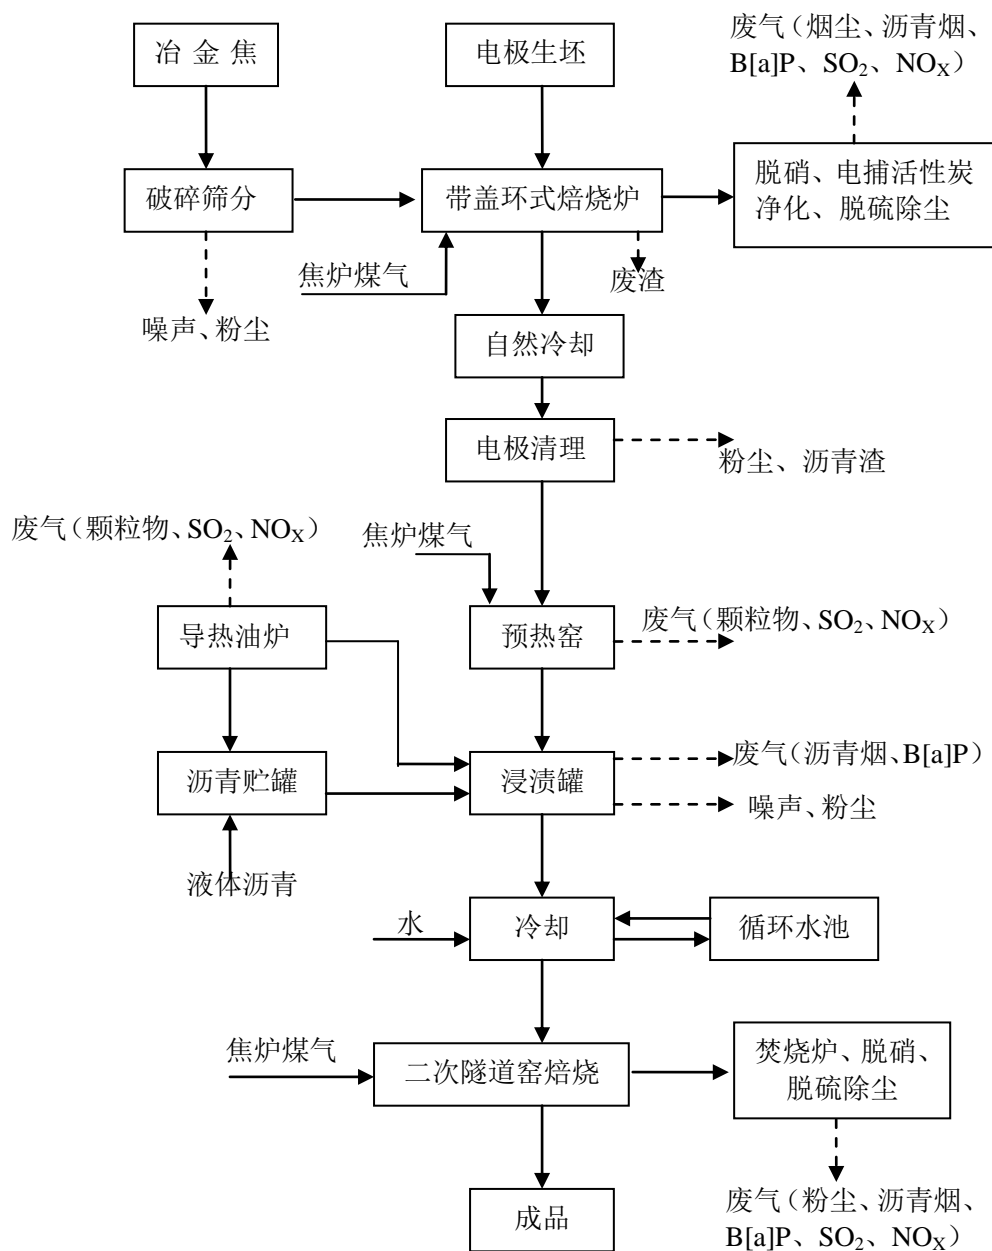 冶 金 焦
电极生坯
废气（烟尘、沥青烟、
B[a]P、SO₂、NOX）
破碎筛分
带盖环式焙烧炉
脱硝、电捕活性炭
净化、脱硫除尘
焦炉煤气
废渣
噪声、粉尘
自然冷却
电极清理
粉尘、沥青渣
废气（颗粒物、SO₂、NOX）
焦炉煤气
导热油炉
预热窑
废气（颗粒物、SO₂、NOX）
沥青贮罐
浸渍罐
废气（沥青烟、B[a]P）
噪声、粉尘
液体沥青
水
冷却
循环水池
焦炉煤气
二次隧道窑焙烧
焚烧炉、脱硝、
脱硫除尘
成品
废气（粉尘、沥青烟、
B[a]P、SO₂、NOX）